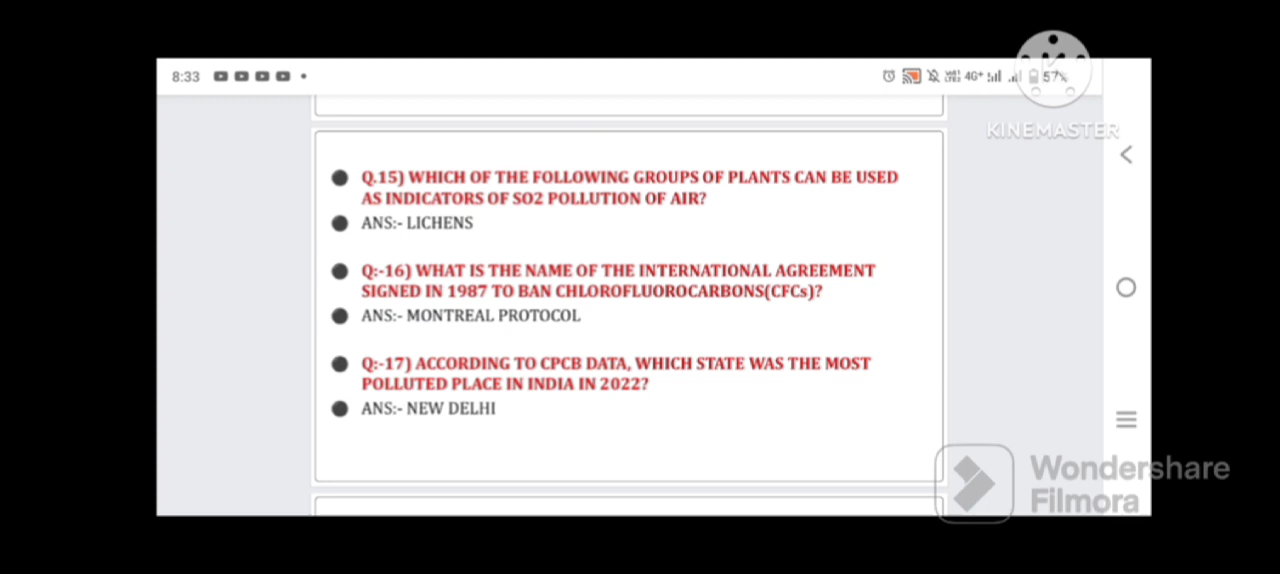 8:33
4G+ 57%
KINEMASTER
Q.15) WHICH OF THE FOLLOWING GROUPS OF PLANTS CAN BE USED
AS INDICATORS OF SO2 POLLUTION OF AIR?
ANS:- LICHENS
Q:-16) WHAT IS THE NAME OF THE INTERNATIONAL AGREEMENT
SIGNED IN 1987 TO BAN CHLOROFLUOROCARBONS(CFCs)?
ANS:- MONTREAL PROTOCOL
Q:-17) ACCORDING TO CPCB DATA, WHICH STATE WAS THE MOST
POLLUTED PLACE IN INDIA IN 2022?
ANS:- NEW DELHI
Wondershare
Filmora